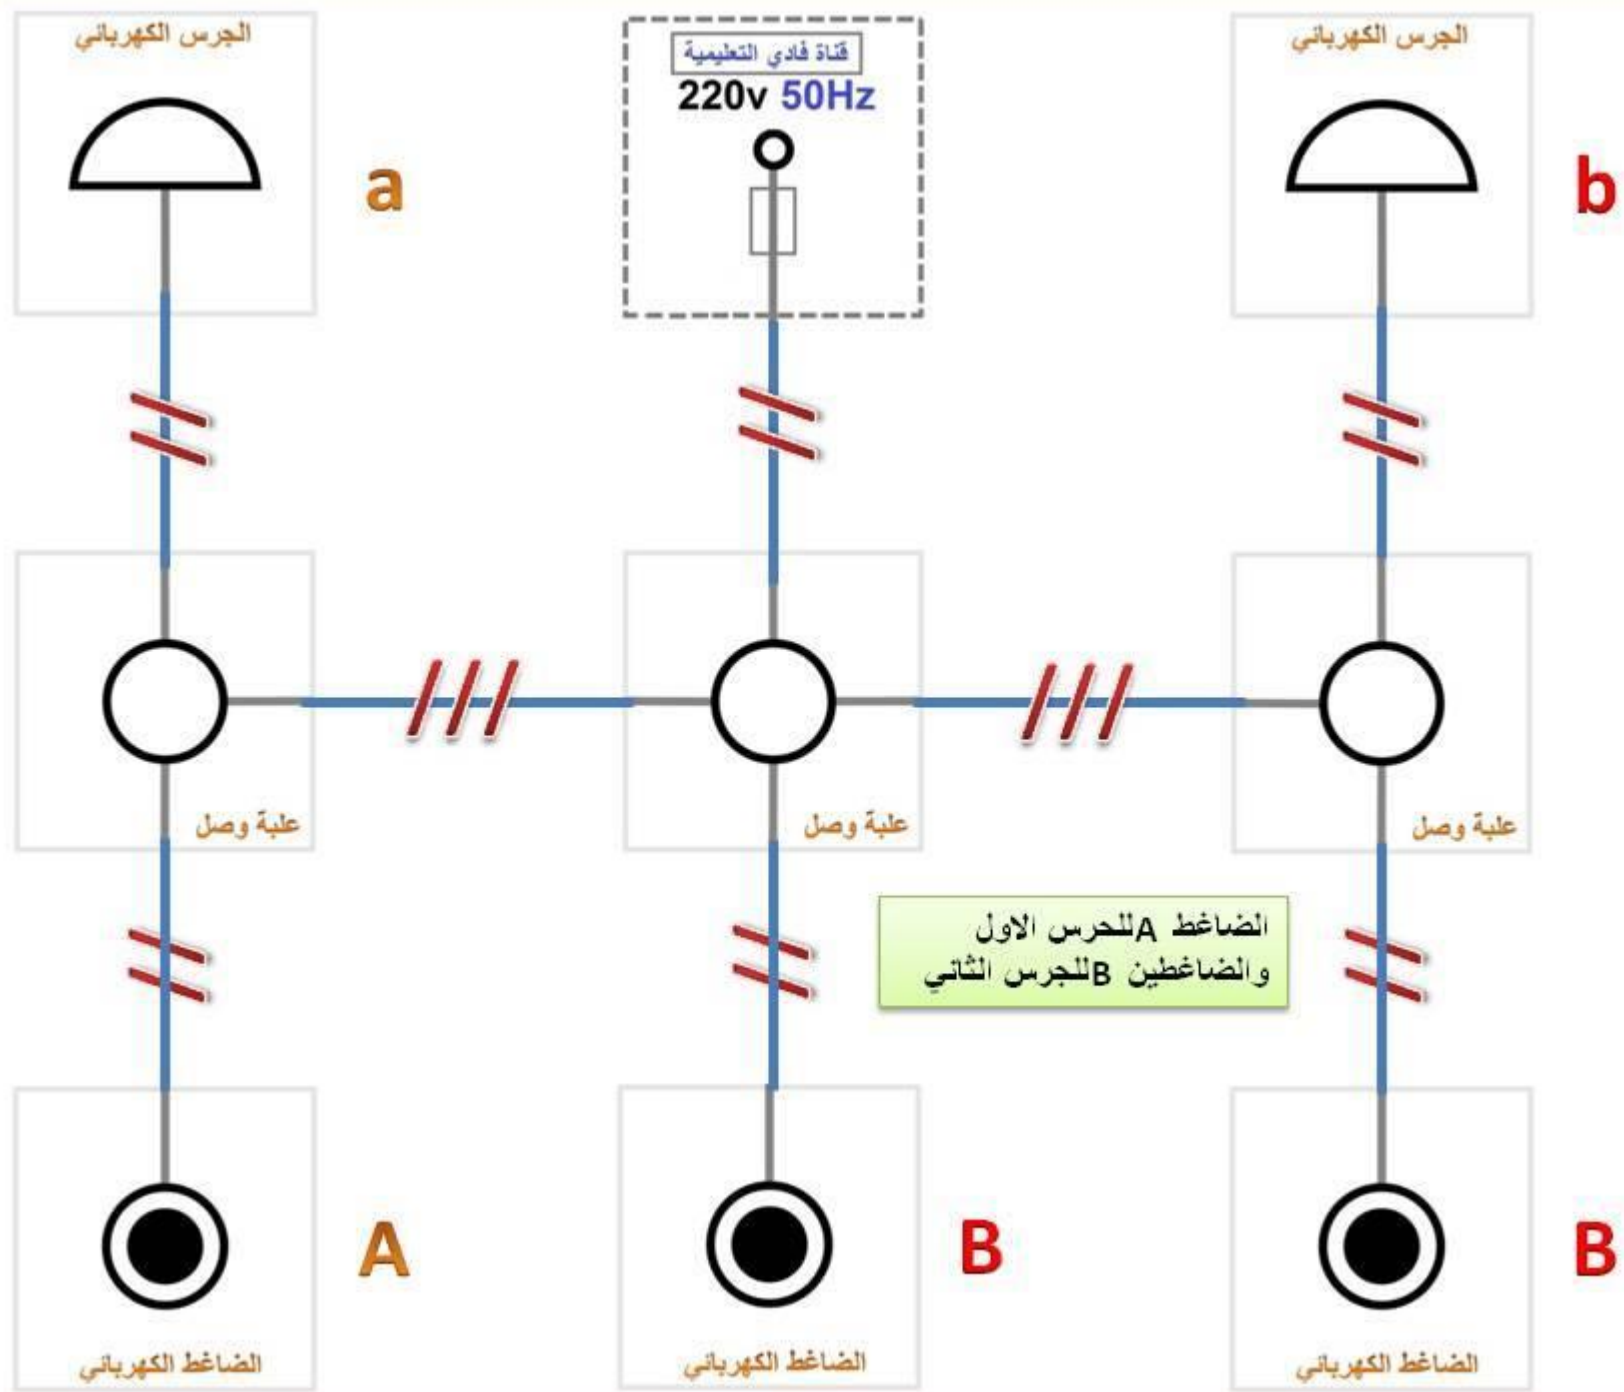 الجرس الكهربائي
قناة فادي التعليمية
220v 50Hz
الجرس الكهربائي
a
b
علبة وصل
علبة وصل
علبة وصل
الضاغط Aللحرس الاول
والضاغطين Bللجرس الثاني
A
B
B
الضاغط الكهربائي
الضاغط الكهربائي
الضاغط الكهربائي